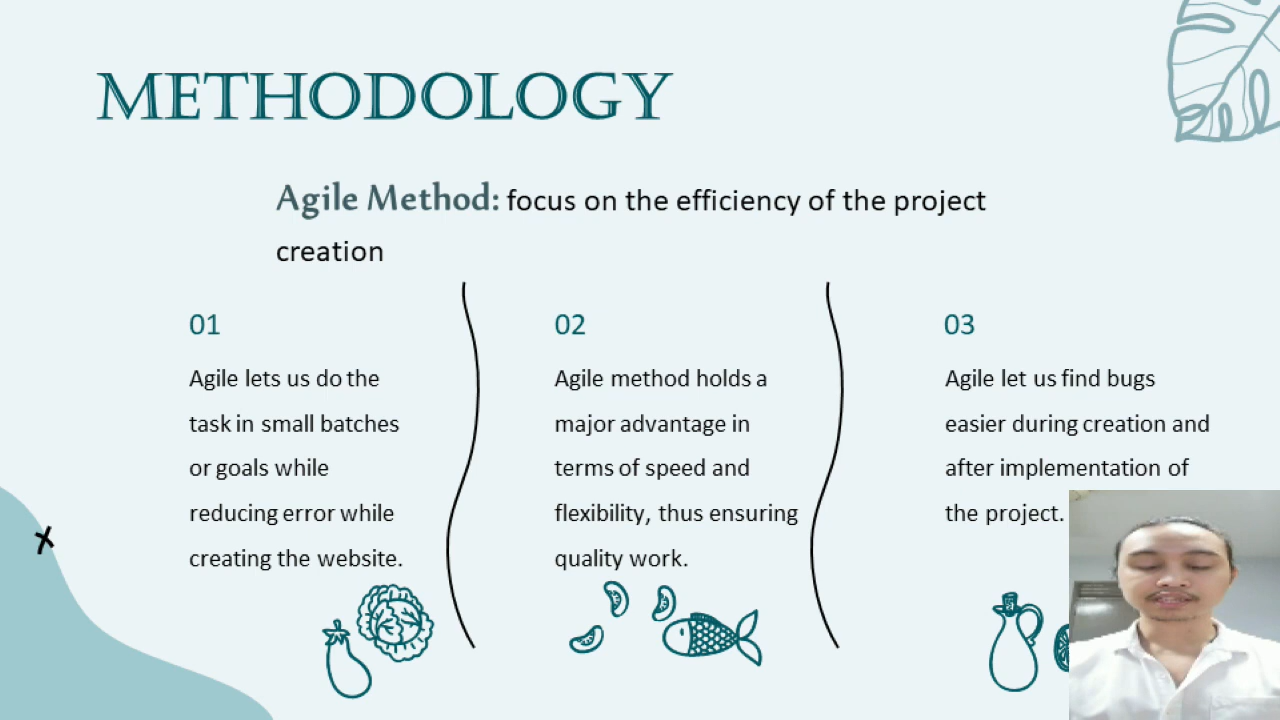 METHODOLOGY
Agile Method: focus on the efficiency of the project
creation
01
Agile lets us do the
task in small batches
or goals while
reducing error while
creating the website.
02
Agile method holds a
major advantage in
terms of speed and
flexibility, thus ensuring
quality work.
03
Agile let us find bugs
easier during creation and
after implementation of
the project.